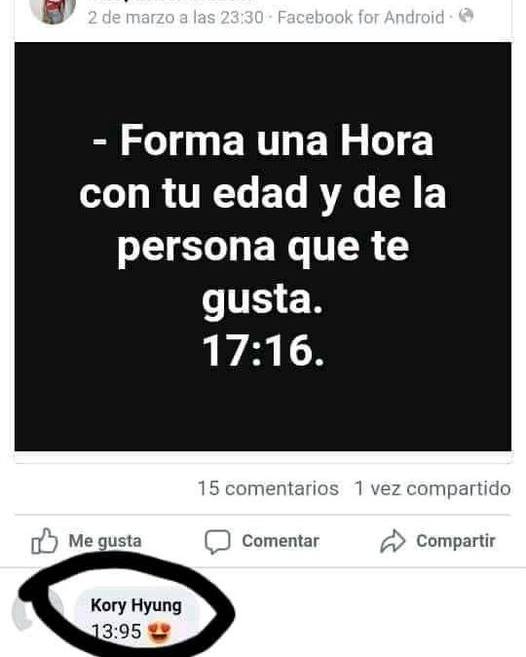 2 de marzo a las 23:30 · Facebook for Android ·
- Forma una Hora
con tu edad y de la
persona que te
gusta.
17:16.
15 comentarios 1 vez compartido
Me gusta Comentar Compartir
Kory Hyung
13:95 😍